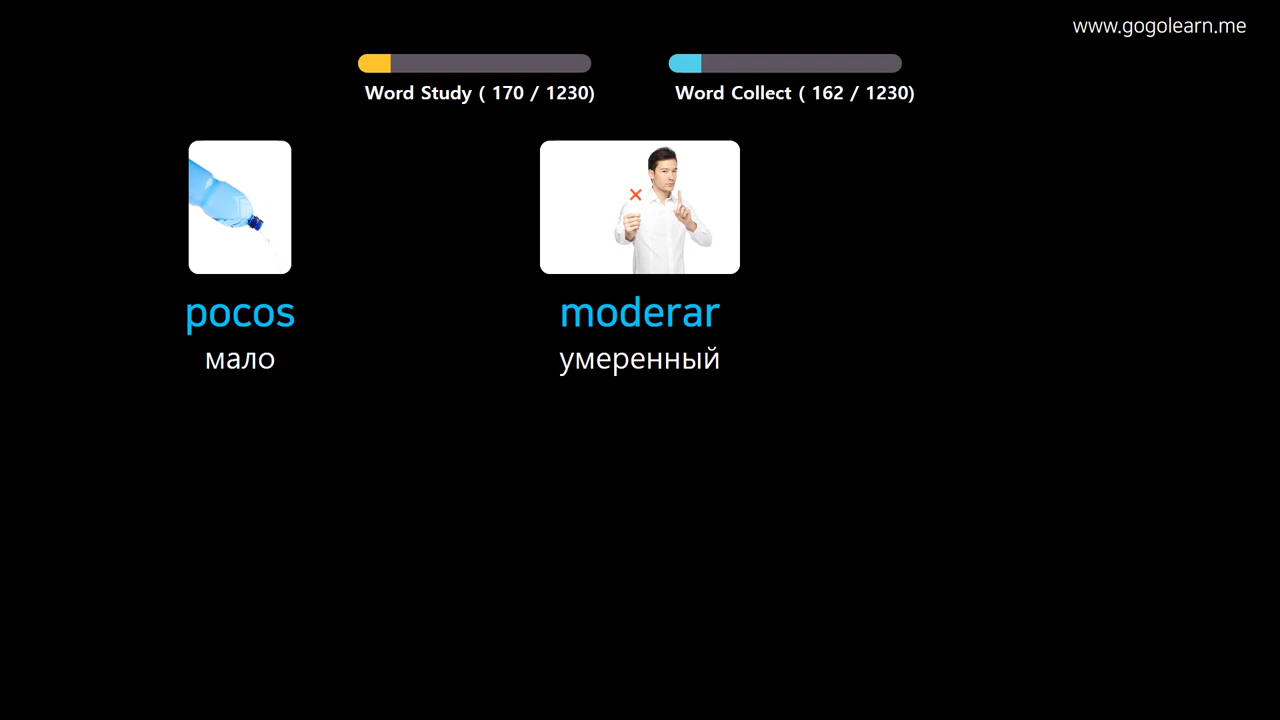 www.gogolearn.me
Word Study ( 170 / 1230)
Word Collect ( 162 / 1230)
pocos
moderar
мало
умеренный